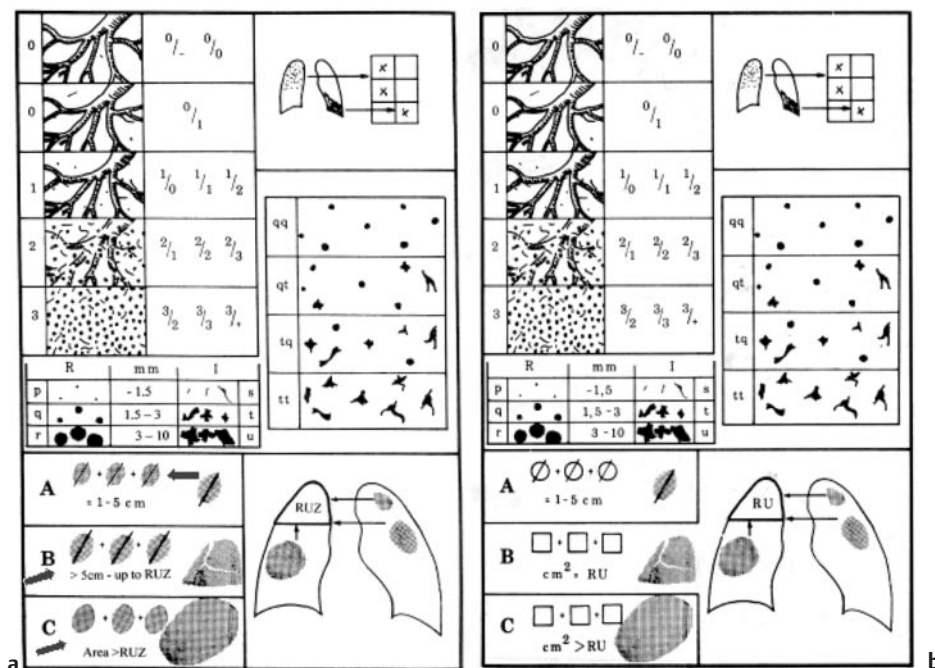 0 0/- 0/0
0 0/1
1 1/0 1/1 1/2
2 2/1 2/2 2/3
3 3/2 3/3 3/+
x
x
x
qq
qt
tq
tt
R mm I
p -1.5 s
q 1.5-3 t
r 3-10 u
A + +
= 1-5 cm
B + +
> 5cm - up to RUZ
C + +
Area >RUZ
RUZ
a
0 0/- 0/0
0 0/1
1 1/0 1/1 1/2
2 2/1 2/2 2/3
3 3/2 3/3 3/+
x
x
x
qq
qt
tq
tt
R mm I
p -1,5 s
q 1,5-3 t
r 3-10 u
A + +
= 1-5 cm
B + +
cm² = RU
C + +
cm² >RU
RU
b